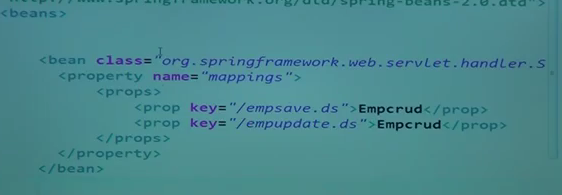 "http://www.springframework.org/dtd/spring-beans-2.0.dtd">
<beans>
<bean class="org.springframework.web.servlet.handler.S
<property name="mappings">
<props>
<prop key="/empsave.ds">Empcrud</prop>
<prop key="/empupdate.ds">Empcrud</prop>
</props>
</property>
</bean>